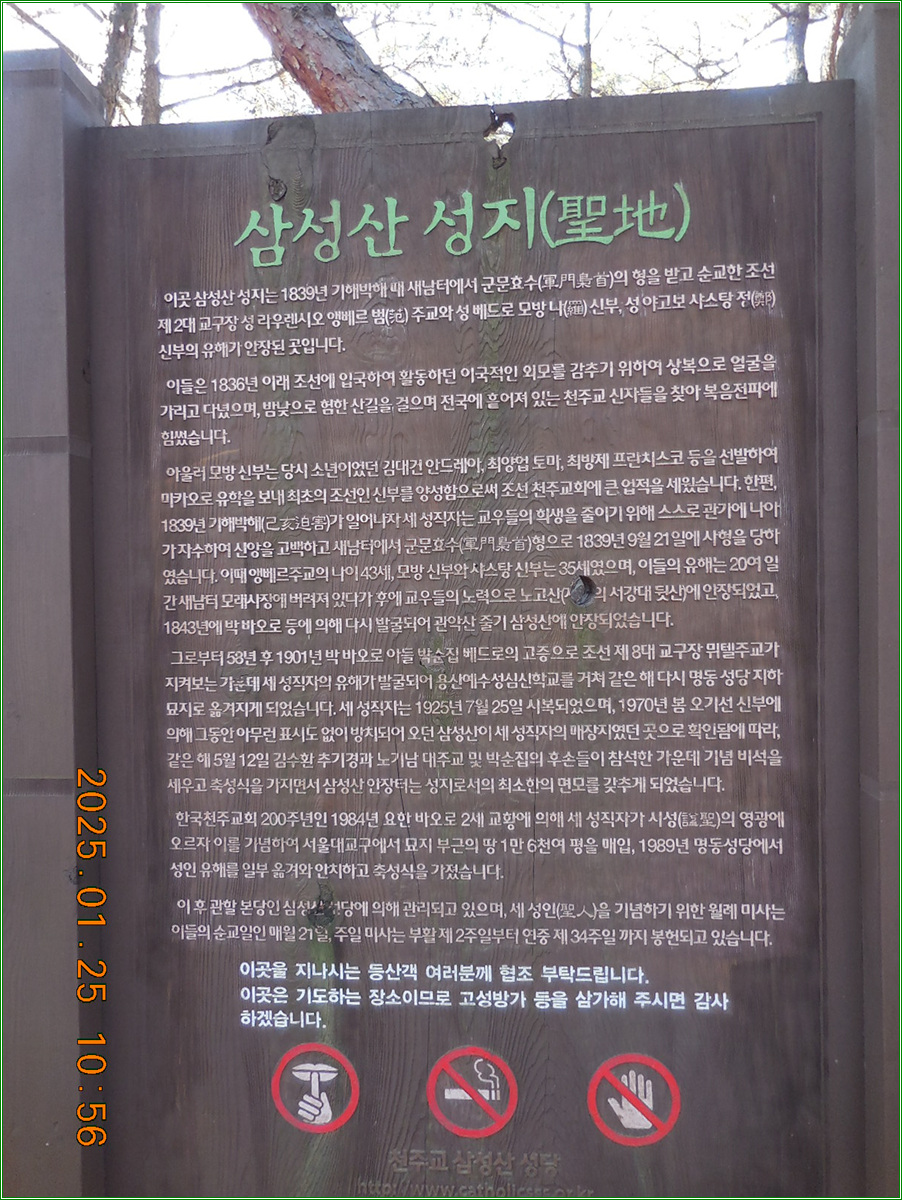 삼성산 성지(聖地)
이곳 삼성산 성지는 1839년 기해박해 때 새남터에서 군문효수(軍門梟首)의 형을 받고 순교한 조선
제 2대 교구장 성 라우렌시오 앵베르 범(范) 주교와 성 베드로 모방 나(羅) 신부, 성 야고보 샤스탕 정(鄭)
신부의 유해가 안장된 곳입니다.
이들은 1836년 이래 조선에 입국하여 활동하던 이국적인 외모를 감추기 위하여 상복으로 얼굴을
가리고 다녔으며, 밤낮으로 험한 산길을 걸으며 전국에 흩어져 있는 천주교 신자들을 찾아 복음전파에
힘썼습니다.
아울러 모방 신부는 당시 소년이었던 김대건 안드레아, 최양업 토마, 최방제 프란치스코 등을 선발하여
마카오로 유학을 보내 최초의 조선인 신부를 양성함으로써 조선 천주교회에 큰 업적을 세웠습니다. 한편,
1839년 기해박해(己亥迫害)가 일어나자 세 성직자는 교우들의 희생을 줄이기 위해 스스로 관가에 나아
가 자수하여 신앙을 고백하고 새남터에서 군문효수(軍門梟首)형으로 1839년 9월 21일에 사형을 당하
였습니다. 이때 앵베르주교의 나이 43세, 모방 신부와 샤스탕 신부는 35세였으며, 이들의 유해는 20여 일
간 새남터 모래사장에 버려져 있다가 후에 교우들의 노력으로 노고산( 서강대 뒷산)에 안장되었고,
1843년에 박 바오로 등에 의해 다시 발굴되어 관악산 줄기 삼성산에 안장되었습니다.
그로부터 58년 후 1901년 박 바오로 아들 박순집 베드로의 고증으로 조선 제 8대 교구장 뮈텔주교가
지켜보는 가운데 세 성직자의 유해가 발굴되어 용산예수성심신학교를 거쳐 같은 해 다시 명동 성당 지하
묘지로 옮겨지게 되었습니다. 세 성직자는 1925년 7월 25일 시복되었으며, 1970년 봄 오기선 신부에
의해 그동안 아무런 표시도 없이 방치되어 오던 삼성산이 세 성직자의 매장지였던 곳으로 확인됨에 따라,
같은 해 5월 12일 김수환 추기경과 노기남 대주교 및 박순집의 후손들이 참석한 가운데 기념 비석을
세우고 축성식을 가지면서 삼성산 안장터는 성지로서의 최소한의 면모를 갖추게 되었습니다.
한국천주교회 200주년인 1984년 요한 바오로 2세 교황에 의해 세 성직자가 시성(諡聖)의 영광에
오르자 이를 기념하여 서울대교구에서 묘지 부근의 땅 1만 6천여 평을 매입, 1989년 명동성당에서
성인 유해를 일부 옮겨와 안치하고 축성식을 가졌습니다.
이 후 관할 본당인 삼성산 성당에 의해 관리되고 있으며, 세 성인(聖人)을 기념하기 위한 월례 미사는
이들의 순교일인 매월 21일, 주일 미사는 부활 제 2주일부터 연중 제 34주일 까지 봉헌되고 있습니다.
이곳을 지나시는 등산객 여러분께 협조 부탁드립니다.
이곳은 기도하는 장소이므로 고성방가 등을 삼가해 주시면 감사
하겠습니다.
천주교 삼성산 성당
http://www.catholicsss.or.kr
2025.01.25 10:56